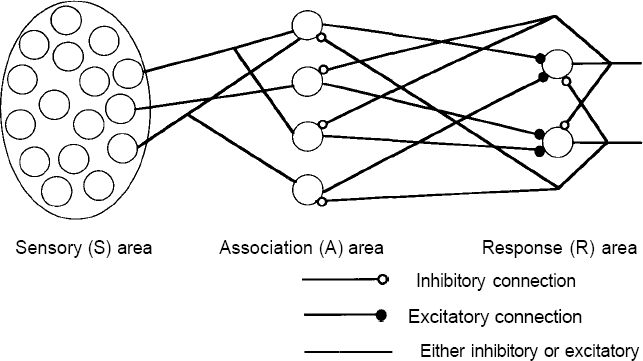 Sensory (S) area Association (A) area Response (R) area
Inhibitory connection
Excitatory connection
Either inhibitory or excitatory